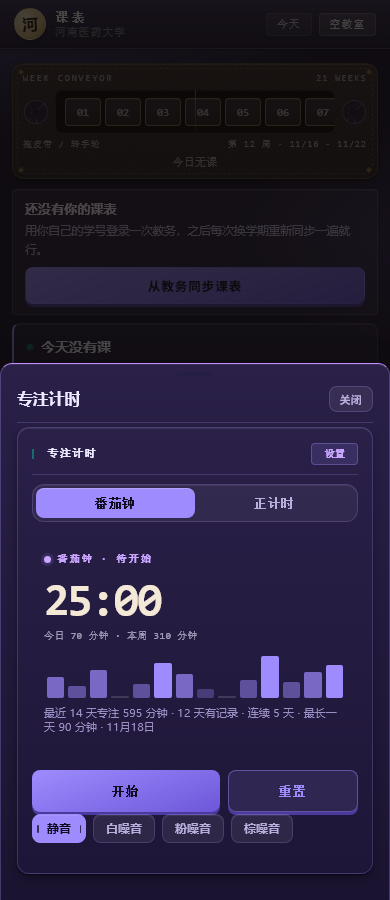 河
课表
河南医药大学
今天
空教室
WEEK CONVEYOR
21 WEEKS
01 02 03 04 05 06 07
拖皮带 / 转手轮
第 12 周 · 11/16 - 11/22
今日无课
还没有你的课表
用你自己的学号登录一次教务，之后每次换学期重新同步一遍就
行。
从教务同步课表
今天没有课
专注计时
关闭
专注计时
设置
番茄钟
正计时
番茄钟 · 待开始
25:00
今日 70 分钟 · 本周 310 分钟
最近 14 天专注 595 分钟 · 12 天有记录 · 连续 5 天 · 最长一
天 90 分钟 · 11月18日
开始
重置
静音
白噪音
粉噪音
棕噪音